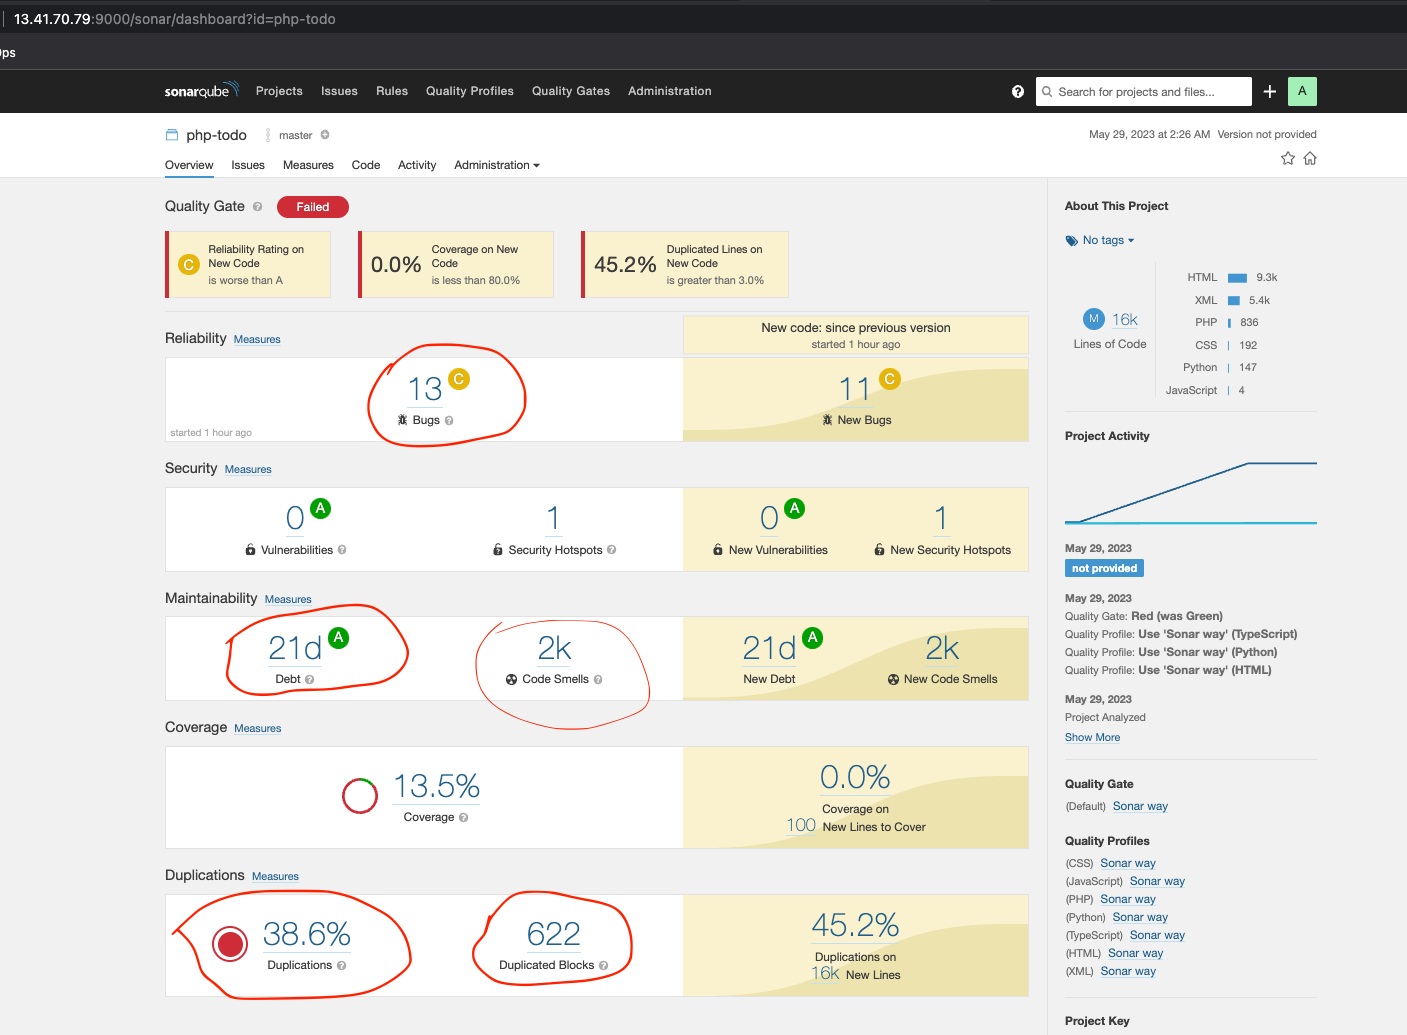 13.41.70.79:9000/sonar/dashboard?id=php-todo
Ops
sonarqube Projects Issues Rules Quality Profiles Quality Gates Administration ? Search for projects and files... + A
php-todo master May 29, 2023 at 2:26 AM Version not provided
Overview Issues Measures Code Activity Administration
Quality Gate ? Failed
C Reliability Rating on New Code is worse than A
0.0% Coverage on New Code is less than 80.0%
45.2% Duplicated Lines on New Code is greater than 3.0%
Reliability Measures
New code: since previous version
started 1 hour ago
13 C
Bugs ?
started 1 hour ago
11 C
New Bugs
Security Measures
0 A
Vulnerabilities ?
1
Security Hotspots ?
0 A
New Vulnerabilities
1
New Security Hotspots
Maintainability Measures
21d A
Debt ?
2k
Code Smells ?
21d A
New Debt
2k
New Code Smells
Coverage Measures
13.5%
Coverage ?
0.0%
Coverage on
100 New Lines to Cover
Duplications Measures
38.6%
Duplications ?
622
Duplicated Blocks ?
45.2%
Duplications on
16k New Lines
About This Project
No tags
M 16k
Lines of Code
HTML 9.3k
XML 5.4k
PHP 836
CSS 192
Python 147
JavaScript 4
Project Activity
May 29, 2023
not provided
May 29, 2023
Quality Gate: Red (was Green)
Quality Profile: Use 'Sonar way' (TypeScript)
Quality Profile: Use 'Sonar way' (Python)
Quality Profile: Use 'Sonar way' (HTML)
May 29, 2023
Project Analyzed
Show More
Quality Gate
(Default) Sonar way
Quality Profiles
(CSS) Sonar way
(JavaScript) Sonar way
(PHP) Sonar way
(Python) Sonar way
(TypeScript) Sonar way
(HTML) Sonar way
(XML) Sonar way
Project Key